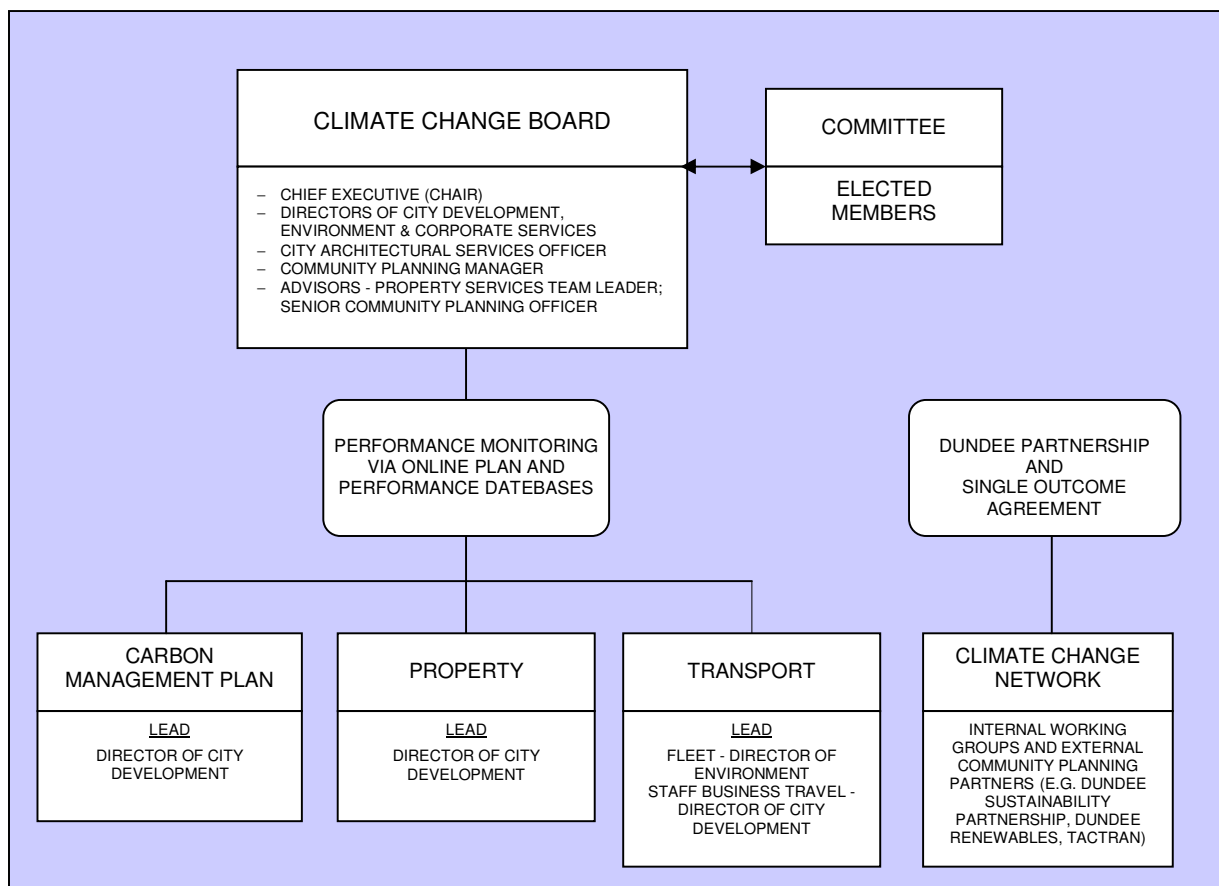 CLIMATE CHANGE BOARD
– CHIEF EXECUTIVE (CHAIR)
– DIRECTORS OF CITY DEVELOPMENT,
ENVIRONMENT & CORPORATE SERVICES
– CITY ARCHITECTURAL SERVICES OFFICER
– COMMUNITY PLANNING MANAGER
– ADVISORS - PROPERTY SERVICES TEAM LEADER;
SENIOR COMMUNITY PLANNING OFFICER
COMMITTEE
ELECTED
MEMBERS
PERFORMANCE MONITORING
VIA ONLINE PLAN AND
PERFORMANCE DATEBASES
DUNDEE PARTNERSHIP
AND
SINGLE OUTCOME
AGREEMENT
CARBON
MANAGEMENT PLAN
LEAD
DIRECTOR OF CITY
DEVELOPMENT
PROPERTY
LEAD
DIRECTOR OF CITY
DEVELOPMENT
TRANSPORT
LEAD
FLEET - DIRECTOR OF
ENVIRONMENT
STAFF BUSINESS TRAVEL -
DIRECTOR OF CITY
DEVELOPMENT
CLIMATE CHANGE
NETWORK
INTERNAL WORKING
GROUPS AND EXTERNAL
COMMUNITY PLANNING
PARTNERS (E.G. DUNDEE
SUSTAINABILITY
PARTNERSHIP, DUNDEE
RENEWABLES, TACTRAN)